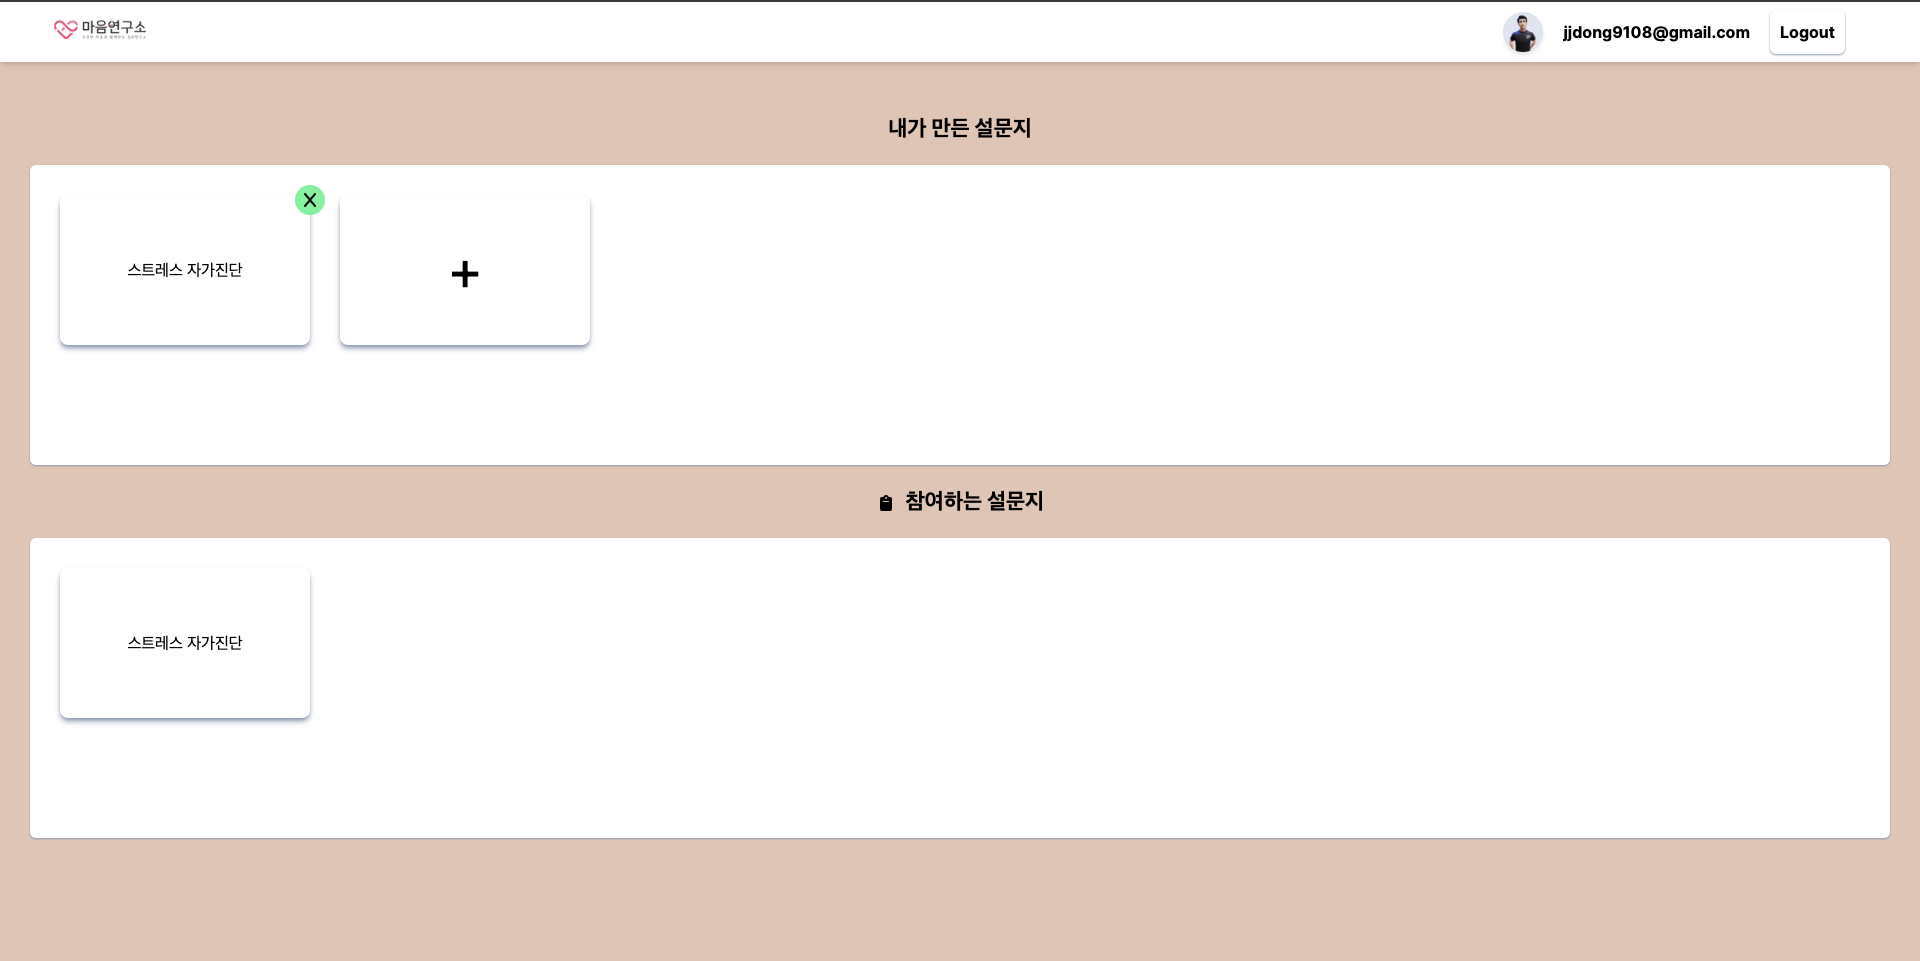 마음연구소
jjdong9108@gmail.com
Logout
내가 만든 설문지
X
스트레스 자가진단
+
참여하는 설문지
스트레스 자가진단